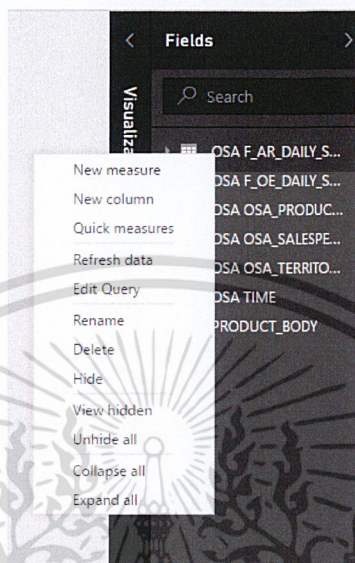 Fields
Visualiza
Search
OSA F_AR_DAILY_S...
OSA F_OE_DAILY_S...
OSA OSA_PRODUC...
OSA OSA_SALESPE...
OSA OSA_TERRITO...
OSA TIME
PRODUCT_BODY
New measure
New column
Quick measures
Refresh data
Edit Query
Rename
Delete
Hide
View hidden
Unhide all
Collapse all
Expand all